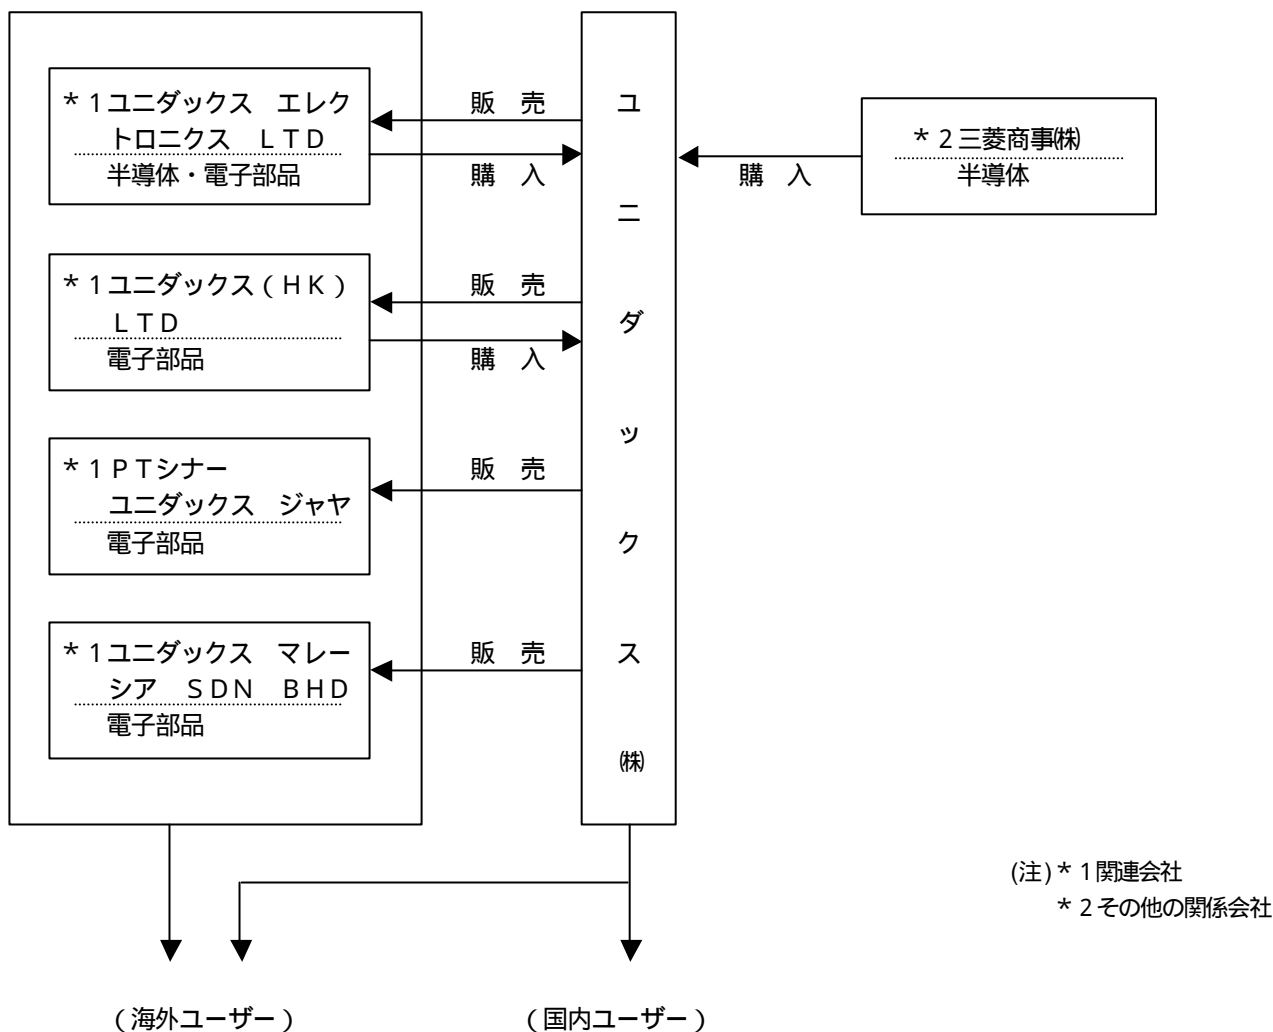 *1ユニダックス エレク
トロニクス LTD
半導体・電子部品
販 売
購 入
*1ユニダックス(HK)
LTD
電子部品
販 売
購 入
*1PTシナー
ユニダックス ジャヤ
電子部品
販 売
*1ユニダックス マレー
シア SDN BHD
電子部品
販 売
ユニダックス㈱
購 入
*2三菱商事㈱
半導体
(注)*1関連会社
*2その他の関係会社
(海外ユーザー)
(国内ユーザー)